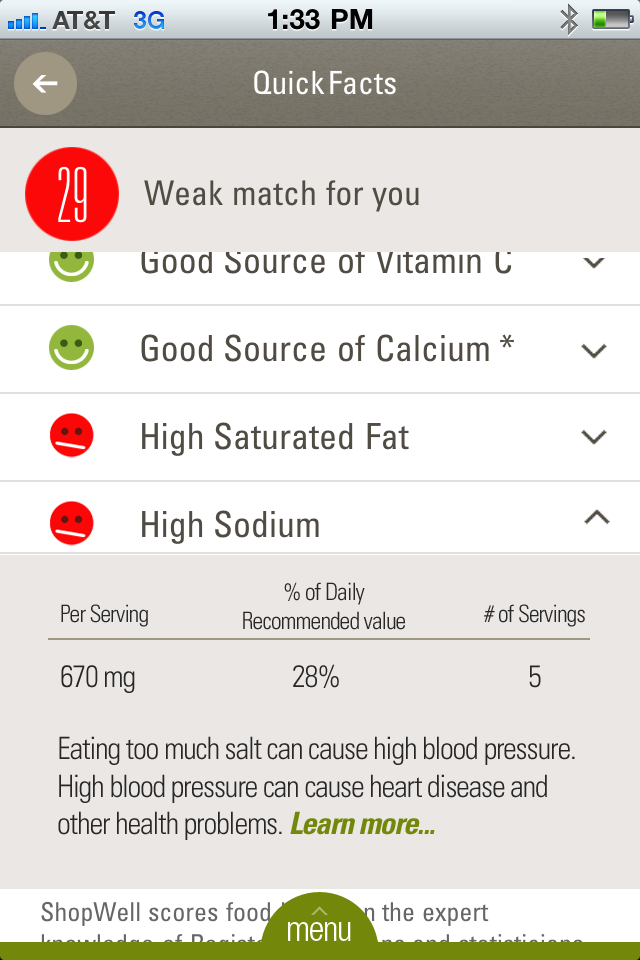 AT&T 3G 1:33 PM
QuickFacts
29 Weak match for you
Good Source of Vitamin C
Good Source of Calcium *
High Saturated Fat
High Sodium
% of Daily
Per Serving Recommended value # of Servings
670 mg 28% 5
Eating too much salt can cause high blood pressure.
High blood pressure can cause heart disease and
other health problems. Learn more...
ShopWell scores food n the expert
menu
knowledge of and statisticians